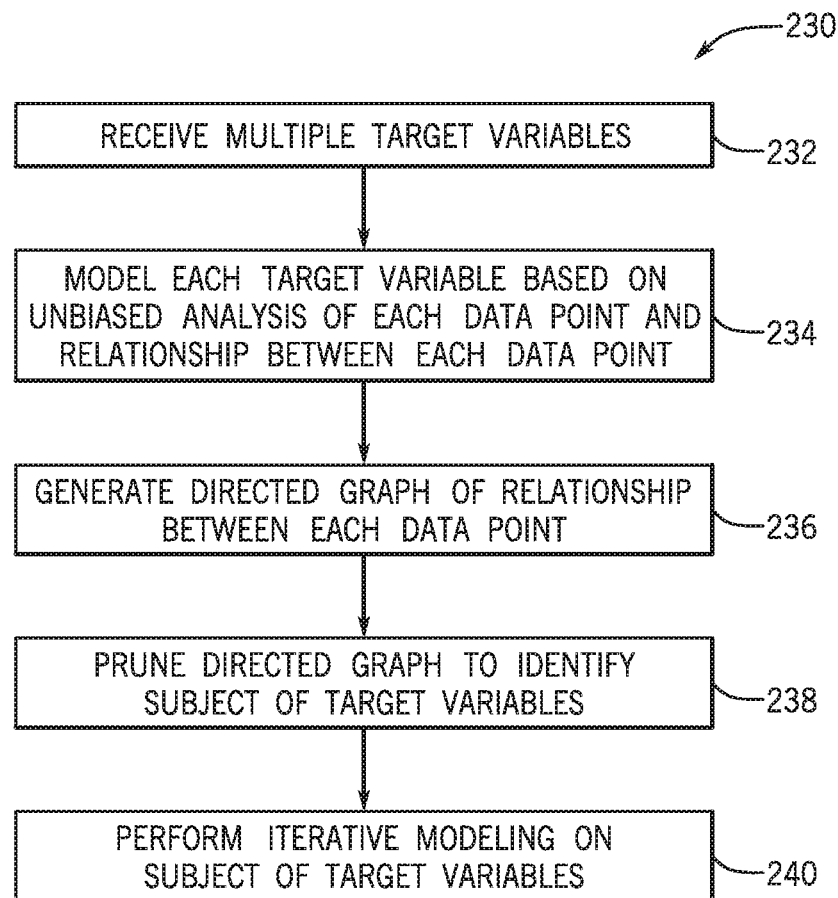 230
RECEIVE MULTIPLE TARGET VARIABLES
232
MODEL EACH TARGET VARIABLE BASED ON
UNBIASED ANALYSIS OF EACH DATA POINT AND
RELATIONSHIP BETWEEN EACH DATA POINT
234
GENERATE DIRECTED GRAPH OF RELATIONSHIP
BETWEEN EACH DATA POINT
236
PRUNE DIRECTED GRAPH TO IDENTIFY
SUBJECT OF TARGET VARIABLES
238
PERFORM ITERATIVE MODELING ON
SUBJECT OF TARGET VARIABLES
240